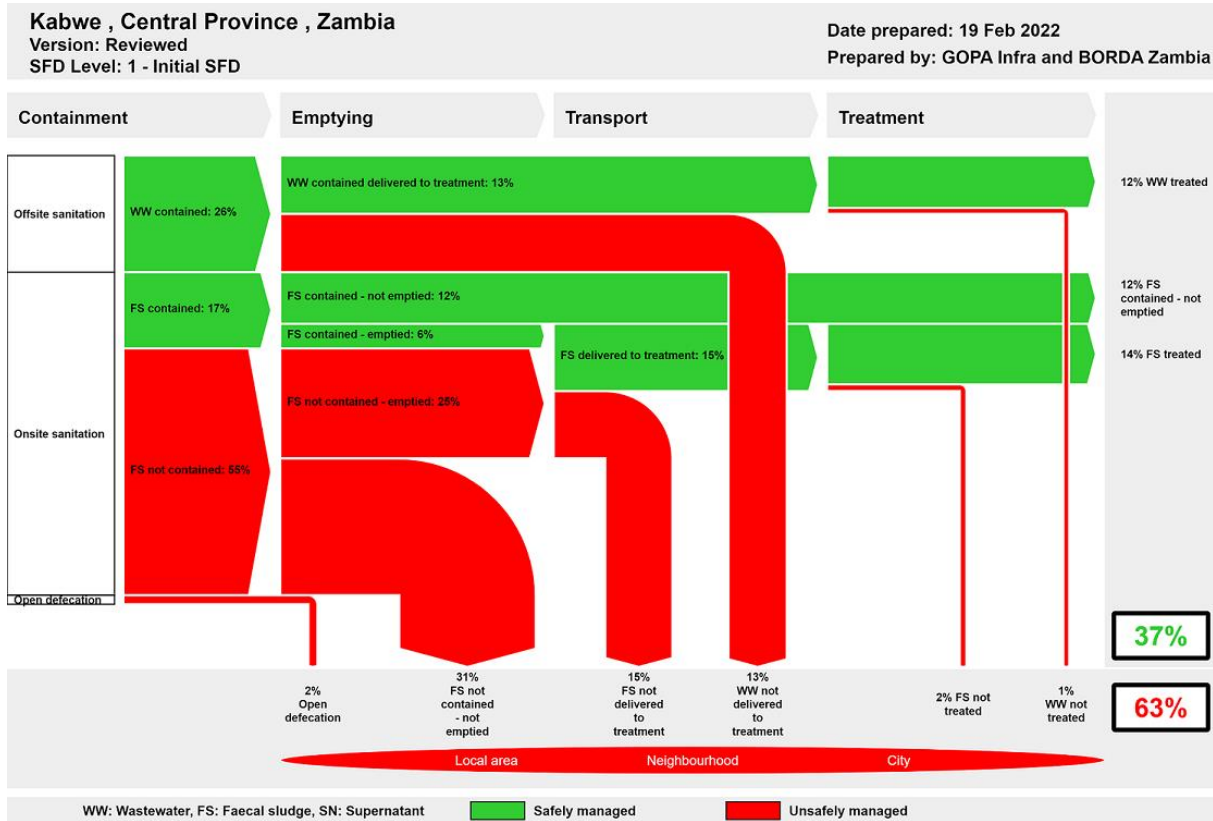 Kabwe , Central Province , Zambia
Version: Reviewed
SFD Level: 1 - Initial SFD
Date prepared: 19 Feb 2022
Prepared by: GOPA Infra and BORDA Zambia
Containment
Emptying
Transport
Treatment
Offsite sanitation
WW contained: 26%
WW contained delivered to treatment: 13%
12% WW treated
FS contained: 17%
FS contained - not emptied: 12%
12% FS
contained - not
emptied
FS contained - emptied: 6%
FS delivered to treatment: 15%
14% FS treated
FS not contained - emptied: 25%
Onsite sanitation
FS not contained: 55%
Open defecation
37%
2%
Open
defecation
31%
FS not
contained
- not
emptied
15%
FS not
delivered
to
treatment
13%
WW not
delivered
to
treatment
2% FS not
treated
1%
WW not
treated
63%
Local area
Neighbourhood
City
WW: Wastewater, FS: Faecal sludge, SN: Supernatant
Safely managed
Unsafely managed